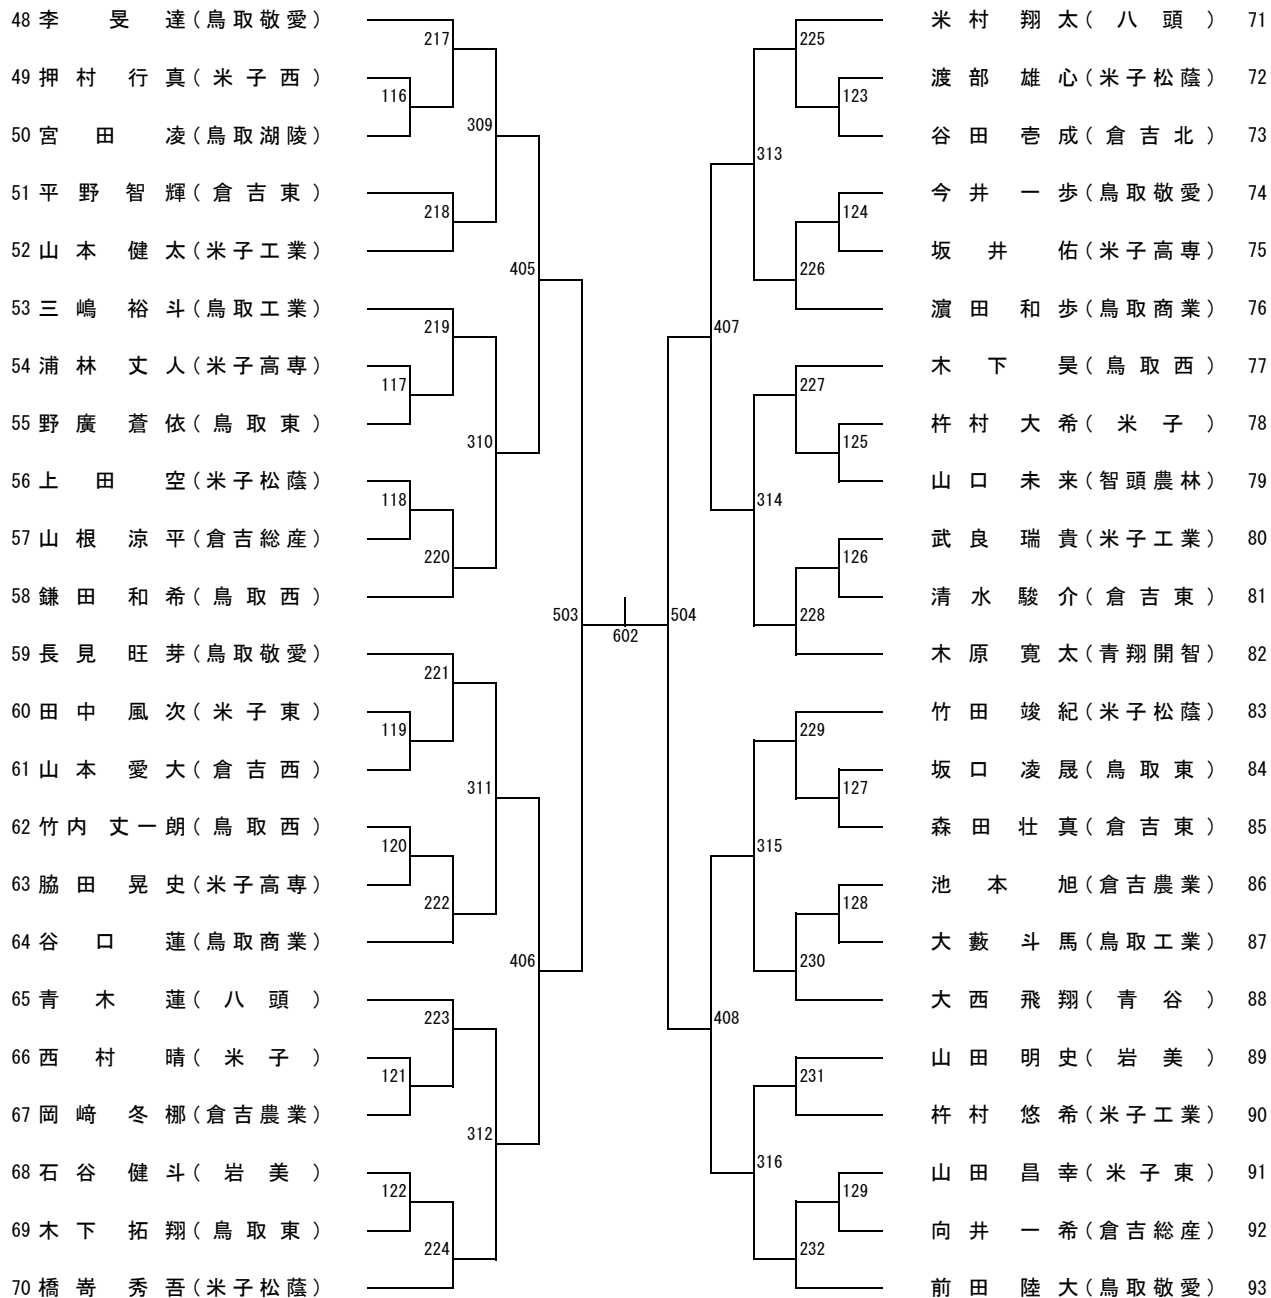 48 李 旻 達 (鳥取敬愛)
217
49 押 村 行 真 (米 子 西)
116
50 宮 田 凌 (鳥取湖陵)
309
51 平 野 智 輝 (倉 吉 東)
218
52 山 本 健 太 (米子工業)
405
53 三 嶋 裕 斗 (鳥取工業)
219
54 浦 林 丈 人 (米子高専)
117
55 野 廣 蒼 依 (鳥 取 東)
310
56 上 田 空 (米子松蔭)
118
57 山 根 涼 平 (倉吉総産)
220
58 鎌 田 和 希 (鳥 取 西)
503
59 長 見 旺 芽 (鳥取敬愛)
221
60 田 中 風 次 (米 子 東)
119
61 山 本 愛 大 (倉 吉 西)
311
62 竹 内 丈 一 朗 (鳥 取 西)
120
63 脇 田 晃 史 (米子高専)
222
64 谷 口 蓮 (鳥取商業)
406
65 青 木 蓮 (八 頭)
223
66 西 村 晴 (米 子)
121
67 岡 﨑 冬 梛 (倉吉農業)
312
68 石 谷 健 斗 (岩 美)
122
69 木 下 拓 翔 (鳥 取 東)
224
70 橋 嵜 秀 吾 (米子松蔭)
602
米 村 翔 太 (八 頭) 71
225
渡 部 雄 心 (米子松蔭) 72
123
谷 田 壱 成 (倉 吉 北) 73
313
今 井 一 歩 (鳥取敬愛) 74
124
坂 井 佑 (米子高専) 75
226
濵 田 和 歩 (鳥取商業) 76
407
木 下 昊 (鳥 取 西) 77
227
杵 村 大 希 (米 子) 78
125
山 口 未 来 (智頭農林) 79
314
武 良 瑞 貴 (米子工業) 80
126
清 水 駿 介 (倉 吉 東) 81
228
504
木 原 寛 太 (青翔開智) 82
竹 田 竣 紀 (米子松蔭) 83
229
坂 口 凌 晟 (鳥 取 東) 84
127
森 田 壮 真 (倉 吉 東) 85
315
池 本 旭 (倉吉農業) 86
128
大 藪 斗 馬 (鳥取工業) 87
230
大 西 飛 翔 (青 谷) 88
408
山 田 明 史 (岩 美) 89
231
杵 村 悠 希 (米子工業) 90
316
山 田 昌 幸 (米 子 東) 91
129
向 井 一 希 (倉吉総産) 92
232
前 田 陸 大 (鳥取敬愛) 93